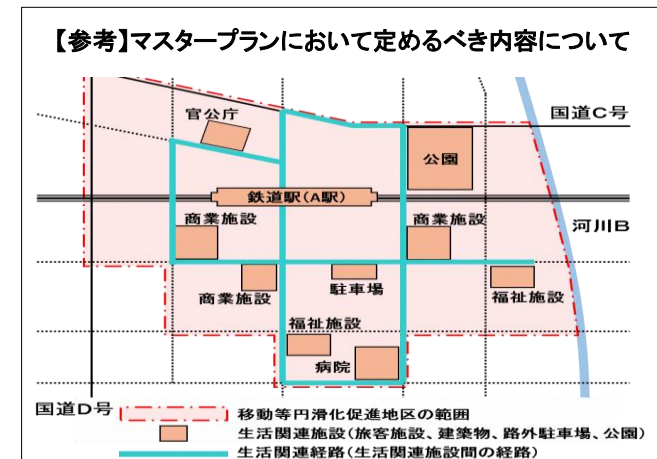 【参考】マスタープランにおいて定めるべき内容について
官公庁
国道C号
公園
鉄道駅(A駅)
商業施設
商業施設
河川B
商業施設
駐車場
福祉施設
福祉施設
病院
国道D号
移動等円滑化促進地区の範囲
生活関連施設(旅客施設、建築物、路外駐車場、公園)
生活関連経路(生活関連施設間の経路)